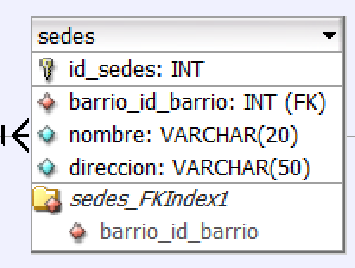 sedes
id_sedes: INT
barrio_id_barrio: INT (FK)
nombre: VARCHAR(20)
direccion: VARCHAR(50)
sedes_FKIndex1
barrio_id_barrio